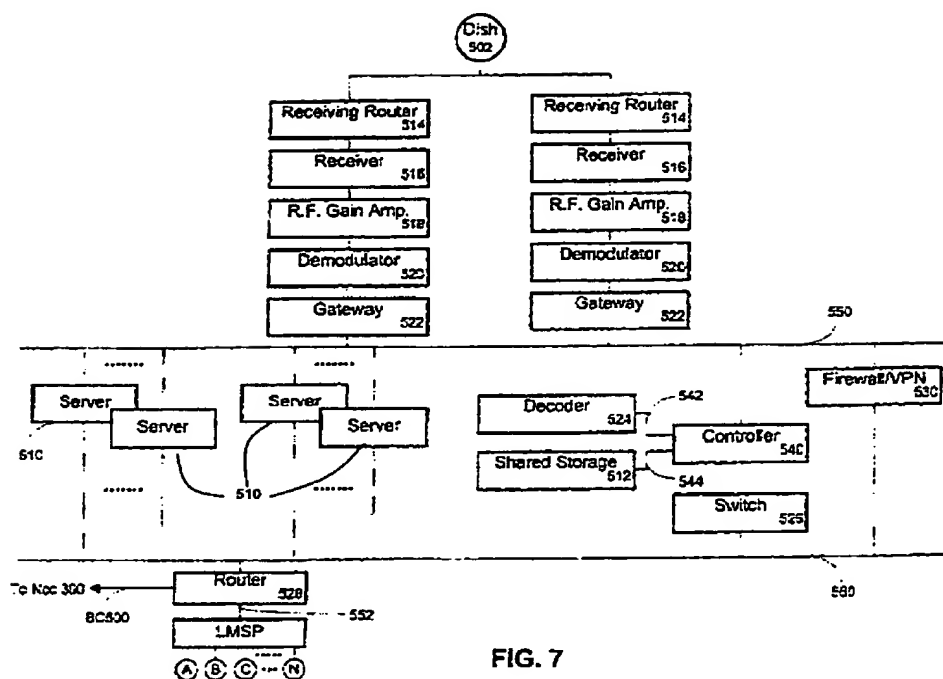 Dish
502
Receiving Router
514
Receiving Router
514
Receiver
516
Receiver
516
R.F. Gain Amp.
518
R.F. Gain Amp.
518
Demodulator
520
Demodulator
520
Gateway
522
Gateway
522
550
Firewall/VPN
530
Server
Server
Server
Server
510
510
Decoder
524
542
Controller
540
Shared Storage
512
544
Switch
526
560
To Noc 300
BC500
Router
528
552
LMSP
A B C N
FIG. 7